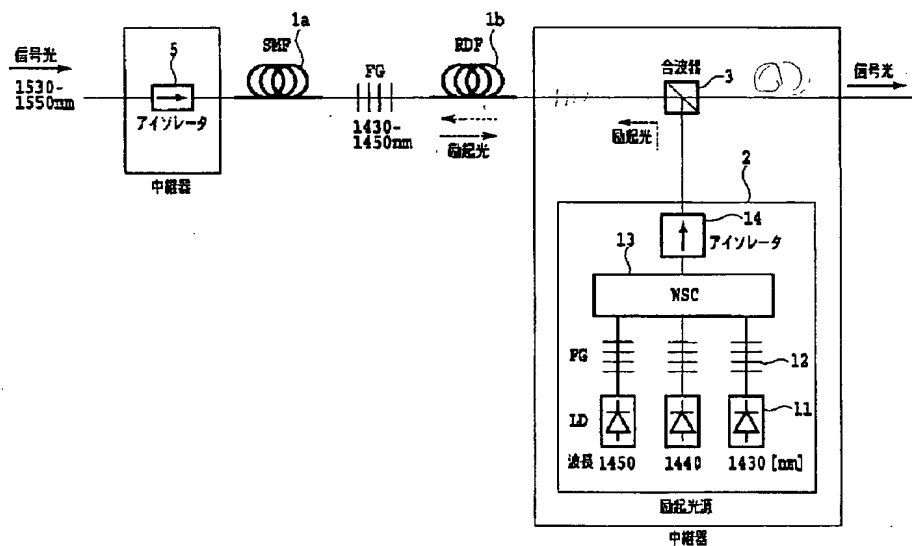 信号光
1530-
1550nm
5
アイソレータ
中継器
1a
SMF
FG
1430-
1450nm
1b
RDF
励起光
合波器
3
信号光
励起光
2
14
アイソレータ
13
WSC
FG
12
LD
11
波長 1450 1440 1430 [nm]
励起光源
中継器